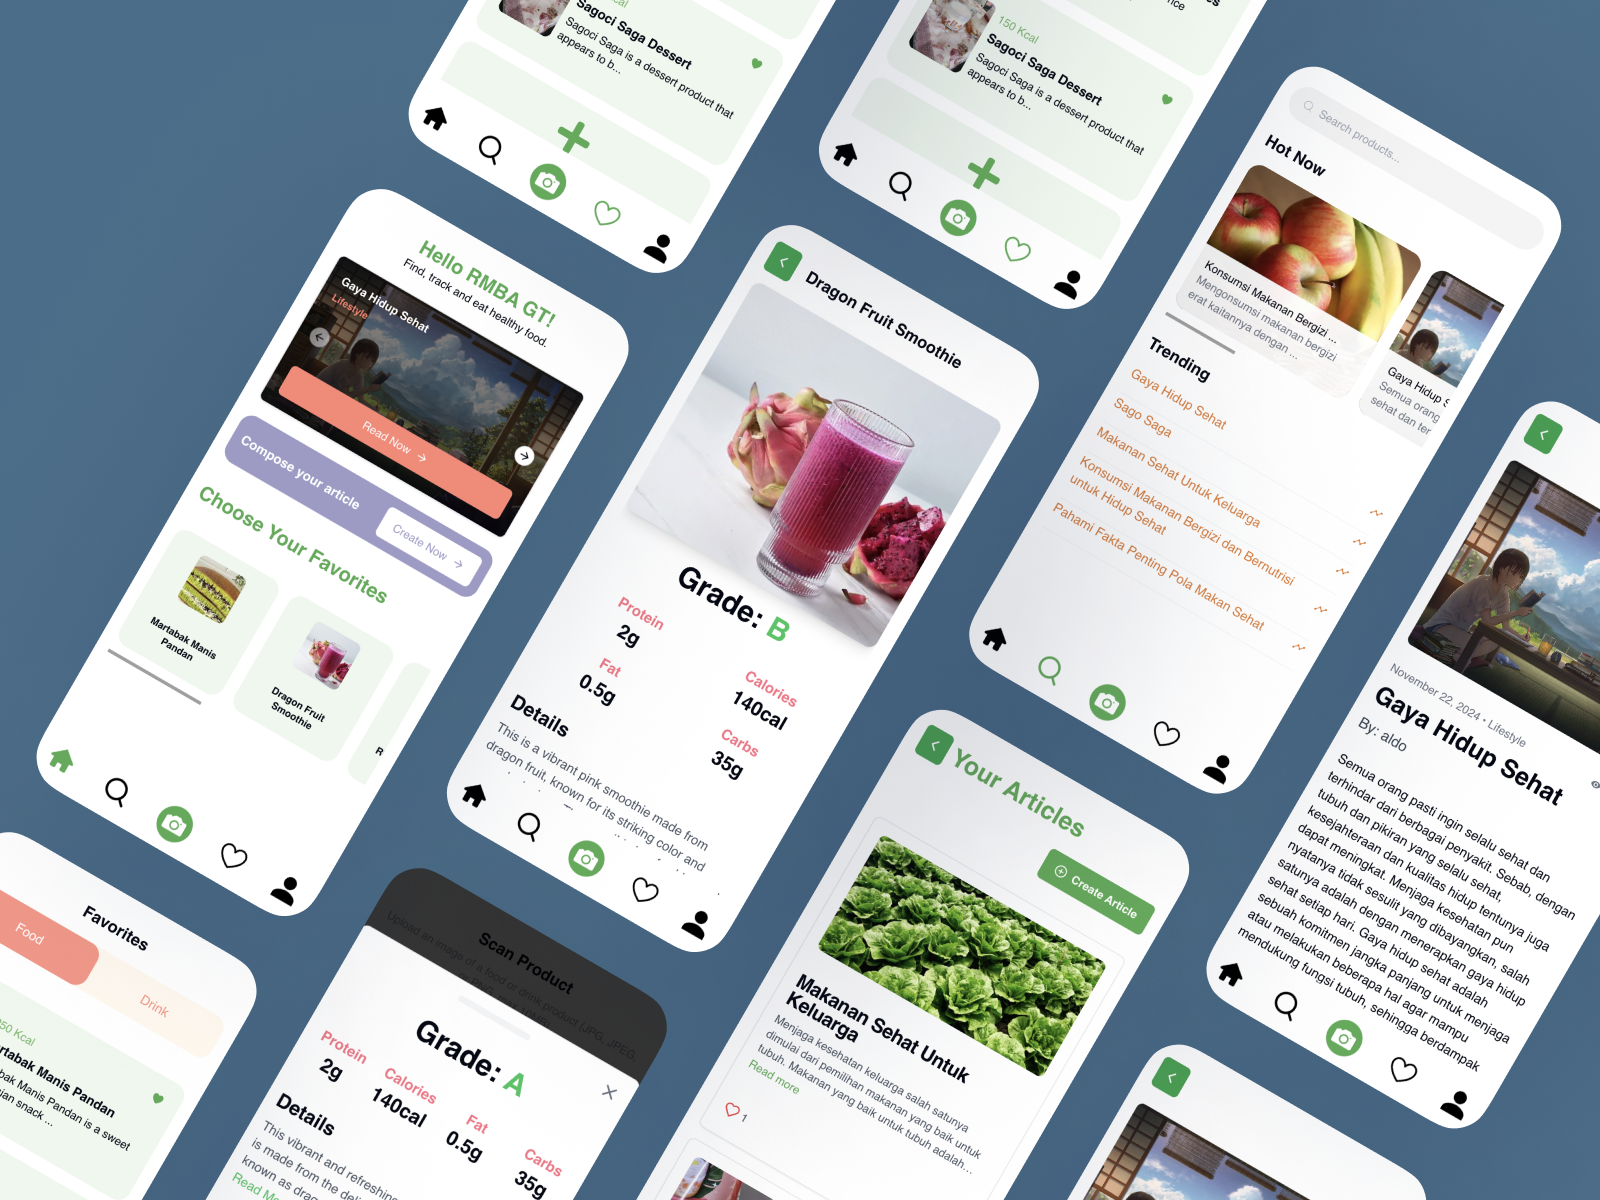 Kcal
Sagoci Saga Dessert
Sagoci Saga is a dessert product that
appears to b...
150 Kcal
Sagoci Saga Dessert
Sagoci Saga is a dessert product that
appears to b...
Search products...
Hot Now
Konsumsi Makanan Bergizi ...
Mengonsumsi makanan bergizi
erat kaitannya dengan ...
Gaya Hidup S
Semua orang
sehat dan ter
Trending
Gaya Hidup Sehat
Sago Saga
Makanan Sehat Untuk Keluarga
Konsumsi Makanan Bergizi dan Bernutrisi
untuk Hidup Sehat
Pahami Fakta Penting Pola Makan Sehat
Hello RMBA GT!
Find, track and eat healthy food.
Gaya Hidup Sehat
Lifestyle
Read Now
Compose your article
Create Now
Choose Your Favorites
Martabak Manis
Pandan
Dragon Fruit
Smoothie
R
Dragon Fruit Smoothie
Grade: B
Protein
2g
Calories
140cal
Fat
0.5g
Carbs
35g
Details
This is a vibrant pink smoothie made from
dragon fruit, known for its striking color and
November 22, 2024 • Lifestyle
Gaya Hidup Sehat
By: aldo
Semua orang pasti ingin selalu sehat dan
terhindar dari berbagai penyakit. Sebab, dengan
tubuh dan pikiran yang selalu sehat,
kesejahteraan dan kualitas hidup tentunya juga
dapat meningkat. Menjaga kesehatan pun
nyatanya tidak sesulit yang dibayangkan, salah
satunya adalah dengan menerapkan gaya hidup
sehat setiap hari. Gaya hidup sehat adalah
sebuah komitmen jangka panjang untuk menjaga
atau melakukan beberapa hal agar mampu
mendukung fungsi tubuh, sehingga berdampak
Favorites
Food
Drink
Kcal
Martabak Manis Pandan
Manis Pandan is a sweet
snack ...
Scan Product
Upload an image of a food or drink product (JPG, JPEG,
Grade: A
Protein
2g
Calories
140cal
Fat
0.5g
Carbs
35g
Details
This vibrant and refreshing
is made from the
known as
Read
Your Articles
Create Article
Makanan Sehat Untuk
Keluarga
Menjaga kesehatan keluarga salah satunya
dimulai dari pemilihan makanan yang baik untuk
tubuh. Makanan yang baik untuk tubuh adalah...
Read more
1